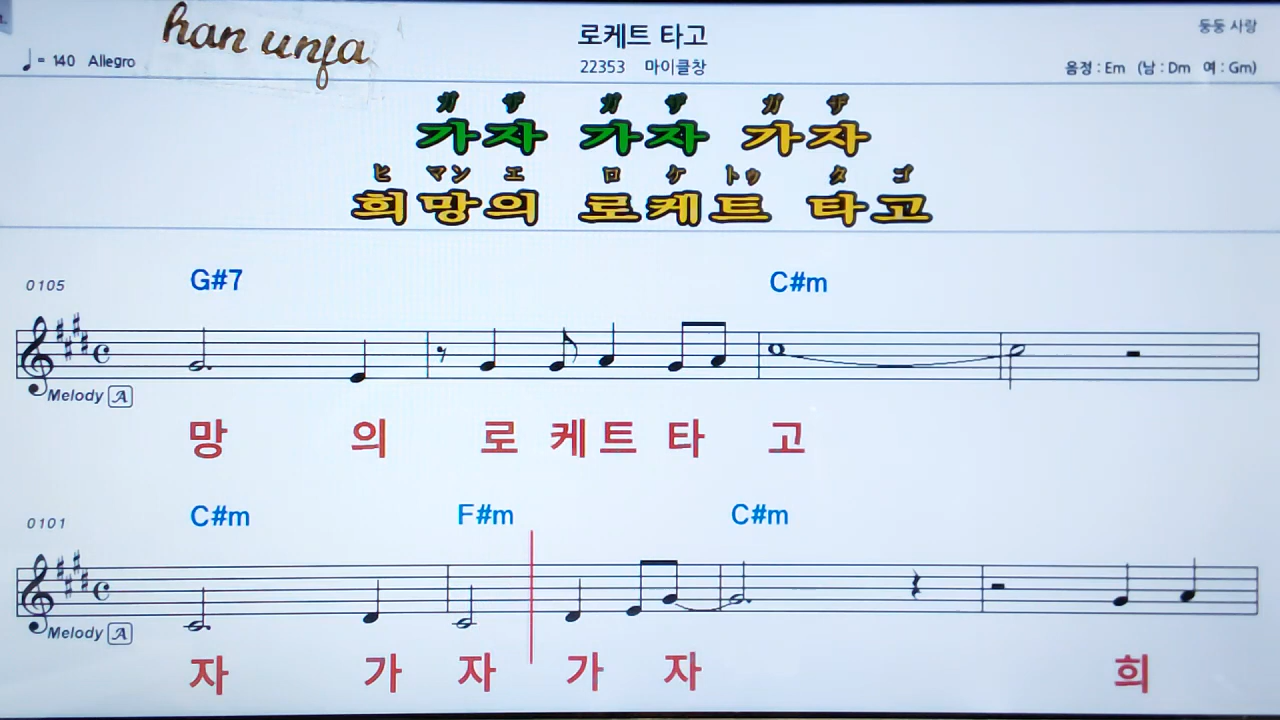 han unja
로케트 타고
둥둥 사랑
♩= 140 Allegro
22353 마이클창
음정 : Em (남 : Dm 여 : Gm)
ガ ザ ガ ザ ガ ザ
가자 가자 가자
ヒ マン エ ロ ケ トゥ タ ゴ
희망의 로케트 타고
0105 G#7 C#m
Melody A
망 의 로 케 트 타 고
0101 C#m F#m C#m
Melody A
자 가 자 가 자 희